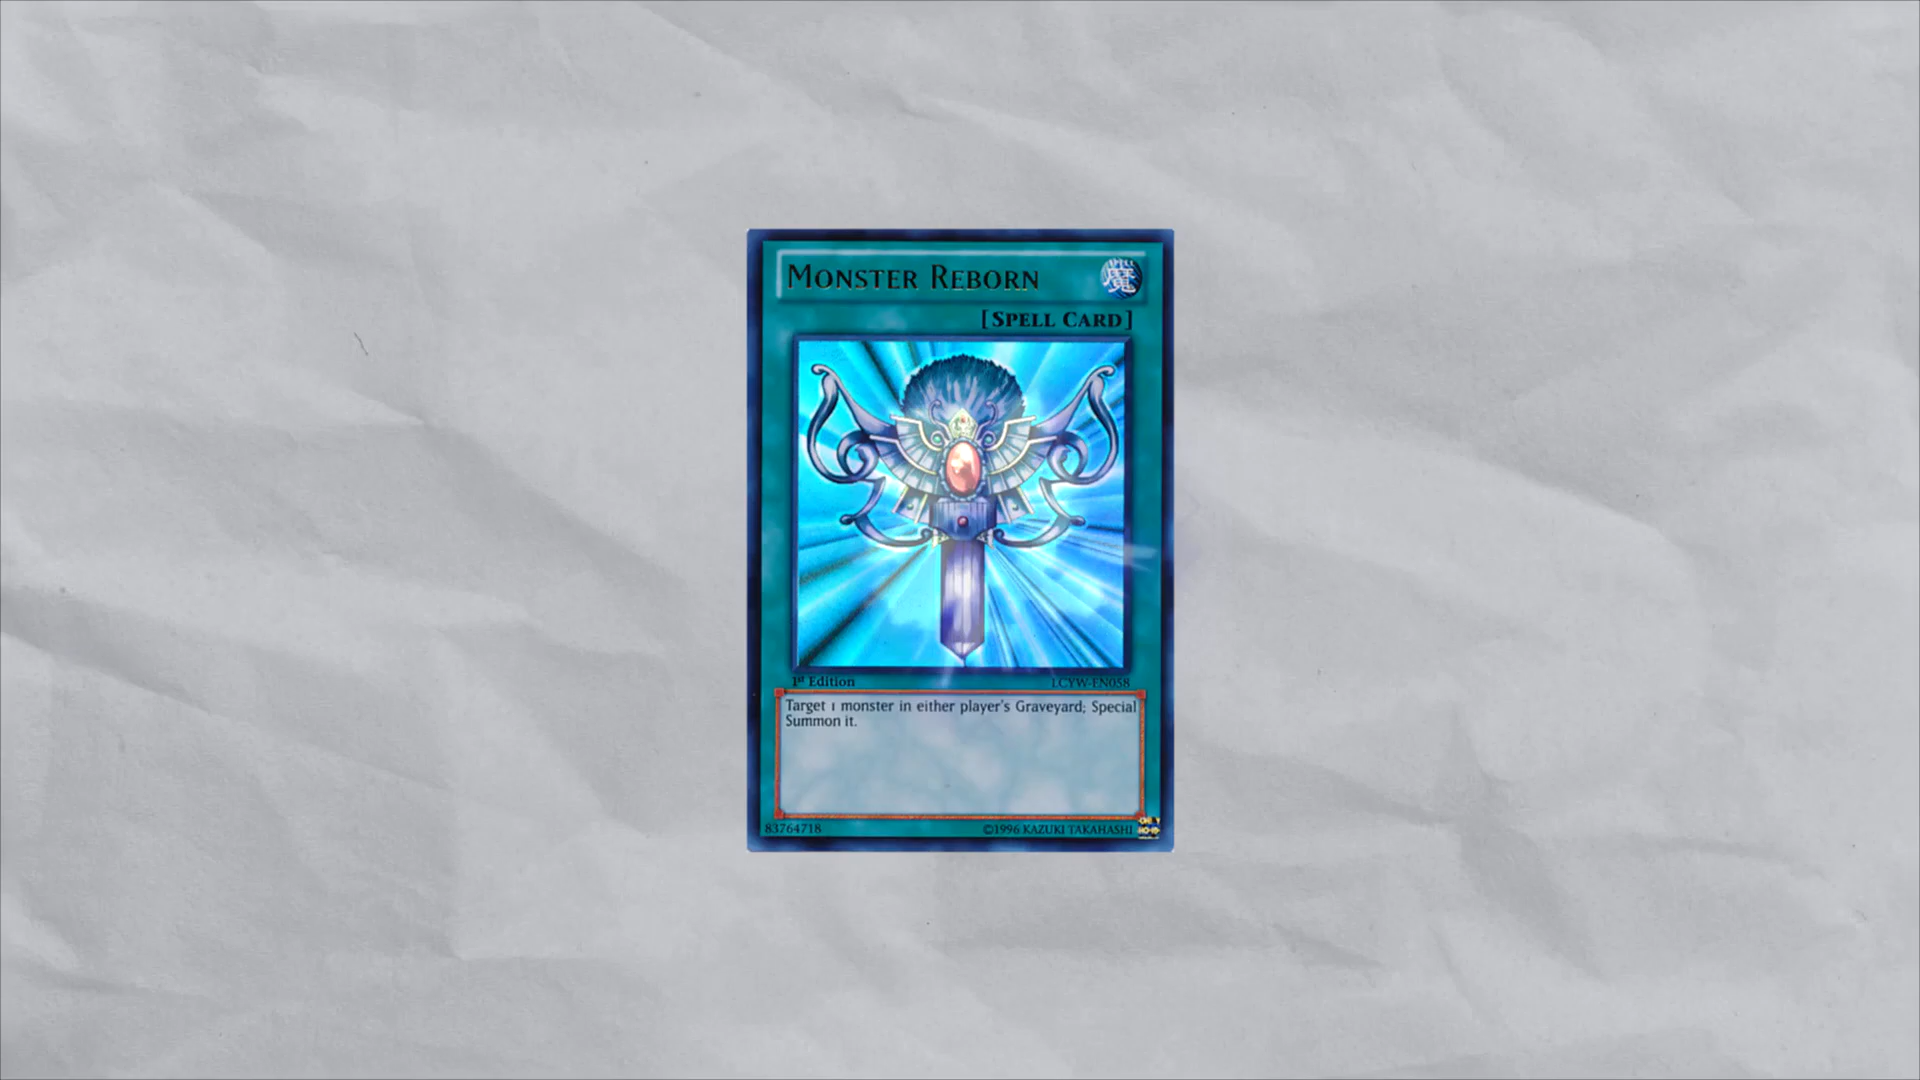 MONSTER REBORN
魔
[SPELL CARD]
1st Edition
LCYW-EN058
Target 1 monster in either player's Graveyard; Special
Summon it.
83764718
©1996 KAZUKI TAKAHASHI